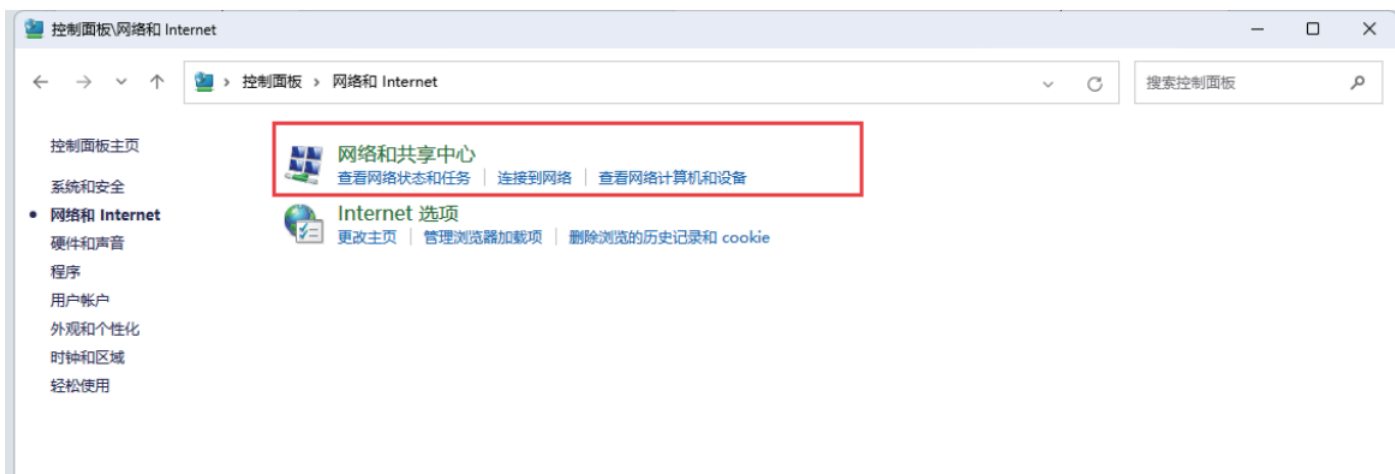 控制面板\网络和 Internet
控制面板 › 网络和 Internet
搜索控制面板
控制面板主页
系统和安全
网络和 Internet
硬件和声音
程序
用户帐户
外观和个性化
时钟和区域
轻松使用
网络和共享中心
查看网络状态和任务 | 连接到网络 | 查看网络计算机和设备
Internet 选项
更改主页 | 管理浏览器加载项 | 删除浏览的历史记录和 cookie